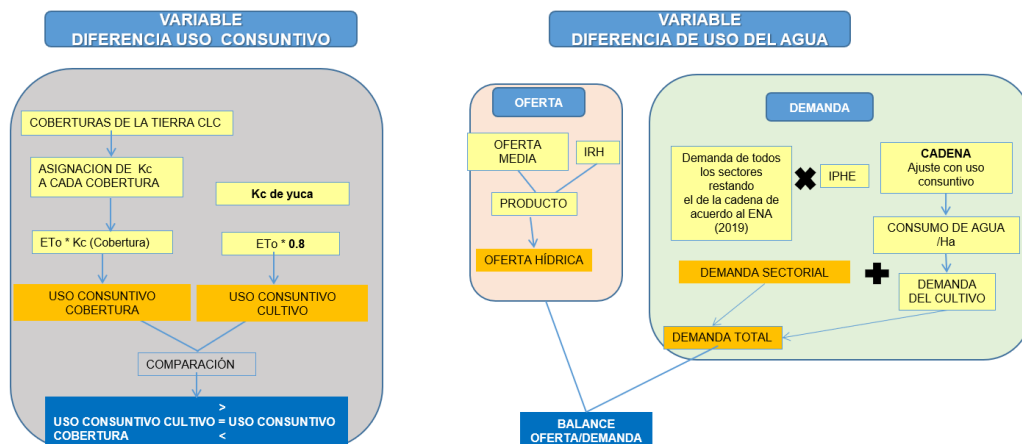 VARIABLE
DIFERENCIA USO CONSUNTIVO
COBERTURAS DE LA TIERRA CLC
ASIGNACION DE Kc
A CADA COBERTURA
Kc de yuca
ETo * Kc (Cobertura)
ETo * 0.8
USO CONSUNTIVO
COBERTURA
USO CONSUNTIVO
CULTIVO
COMPARACIÓN
>
USO CONSUNTIVO CULTIVO = USO CONSUNTIVO
COBERTURA <
VARIABLE
DIFERENCIA DE USO DEL AGUA
OFERTA
OFERTA
MEDIA
IRH
PRODUCTO
OFERTA HÍDRICA
DEMANDA
Demanda de todos
los sectores
restando
el de la cadena de
acuerdo al ENA
(2019)
IPHE
CADENA
Ajuste con uso
consuntivo
CONSUMO DE AGUA
/Ha
DEMANDA SECTORIAL
DEMANDA
DEL CULTIVO
DEMANDA TOTAL
BALANCE
OFERTA/DEMANDA